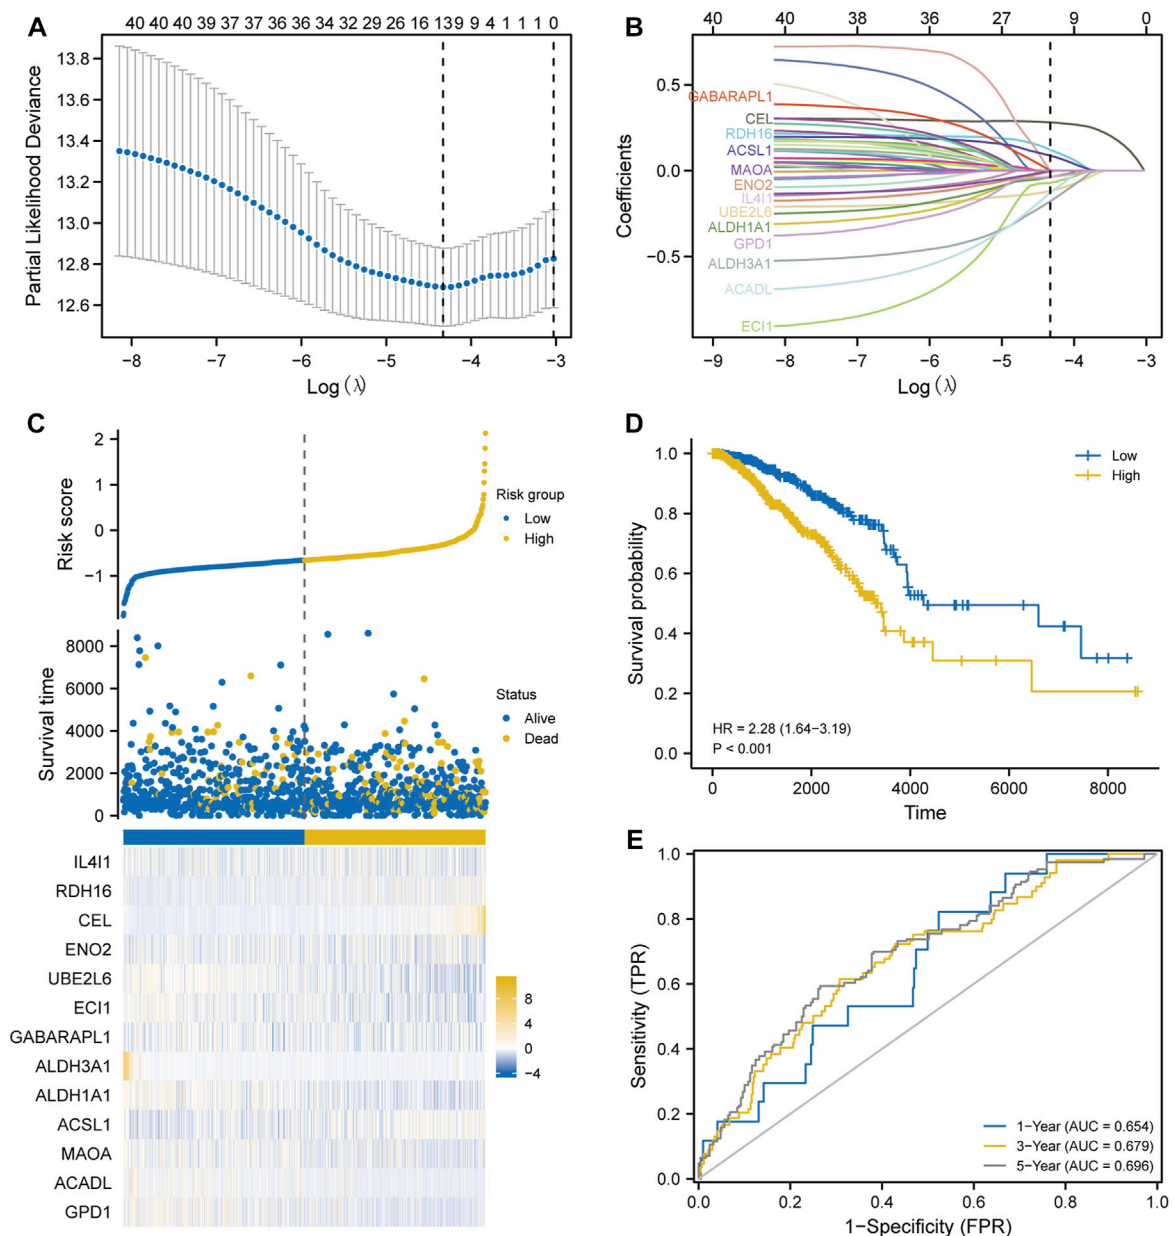 A
40 40 40 39 37 37 36 36 34 32 29 26 16 13 9 9 4 1 1 1 0
Partial Likelihood Deviance
13.8
13.6
13.4
13.2
13.0
12.8
12.6
−8 −7 −6 −5 −4 −3
Log (λ)
B
40 40 38 36 27 9 0
Coefficients
0.5
0.0
−0.5
GABARAPL1
CEL
RDH16
ACSL1
MAOA
ENO2
IL4I1
UBE2L6
ALDH1A1
GPD1
ALDH3A1
ACADL
ECI1
−9 −8 −7 −6 −5 −4 −3
Log (λ)
C
Risk score
2
1
0
−1
Risk group
Low
High
Survival time
8000
6000
4000
2000
0
Status
Alive
Dead
IL4I1
RDH16
CEL
ENO2
UBE2L6
ECI1
GABARAPL1
ALDH3A1
ALDH1A1
ACSL1
MAOA
ACADL
GPD1
8
4
0
−4
D
Survival probability
1.0
0.8
0.6
0.4
0.2
0.0
Low
High
HR = 2.28 (1.64−3.19)
P < 0.001
0 2000 4000 6000 8000
Time
E
Sensitivity (TPR)
1.0
0.8
0.6
0.4
0.2
0.0
1−Year (AUC = 0.654)
3−Year (AUC = 0.679)
5−Year (AUC = 0.696)
0.0 0.2 0.4 0.6 0.8 1.0
1−Specificity (FPR)